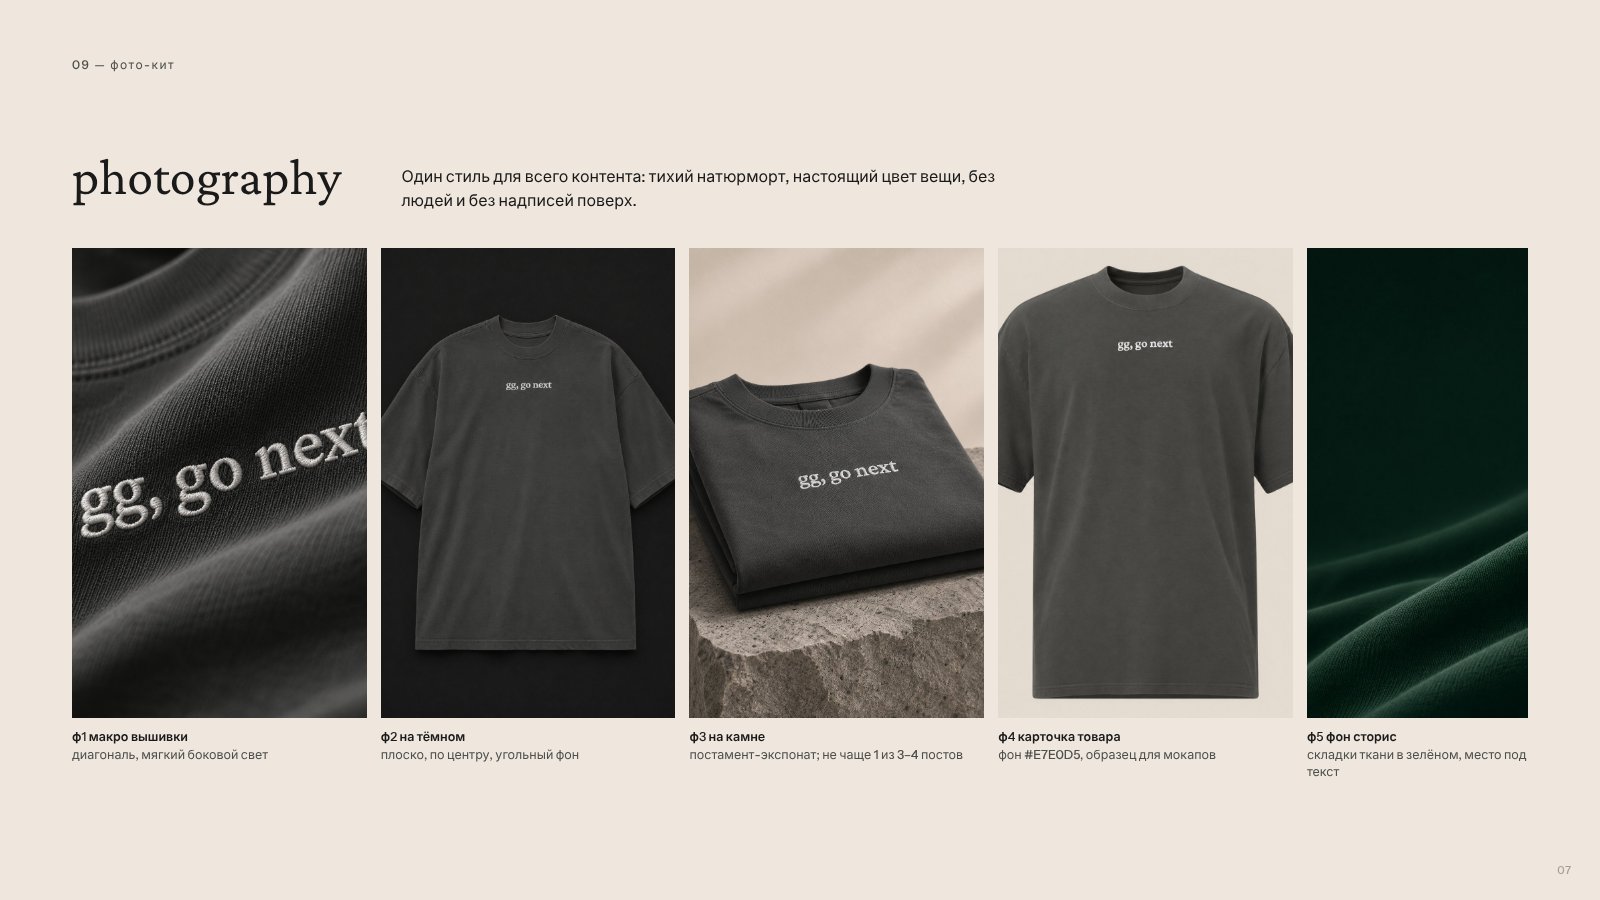 09 — фото-кит
photography
Один стиль для всего контента: тихий натюрморт, настоящий цвет вещи, без
людей и без надписей поверх.
gg, go next
gg, go next
gg, go next
gg, go next
ф1 макро вышивки
диагональ, мягкий боковой свет
ф2 на тёмном
плоско, по центру, угольный фон
ф3 на камне
постамент-экспонат; не чаще 1 из 3–4 постов
ф4 карточка товара
фон #E7E0D5, образец для мокапов
ф5 фон сторис
складки ткани в зелёном, место под
текст
07